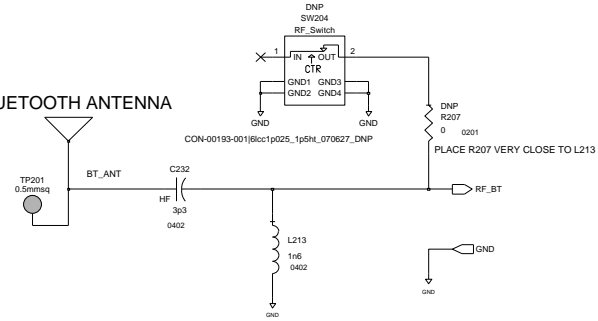 DNP
SW204
RF_Switch
1
IN
OUT
2
CTR
GND1
GND3
GND2
GND4
GND
GND
CON-00193-001|6lcc1p025_1p5ht_070627_DNP
DNP
R207
0
0201
PLACE R207 VERY CLOSE TO L213
UETOOTH ANTENNA
TP201
0.5mmsq
BT_ANT
C232
HF
3p3
0402
RF_BT
L213
1n6
0402
GND
GND
GND